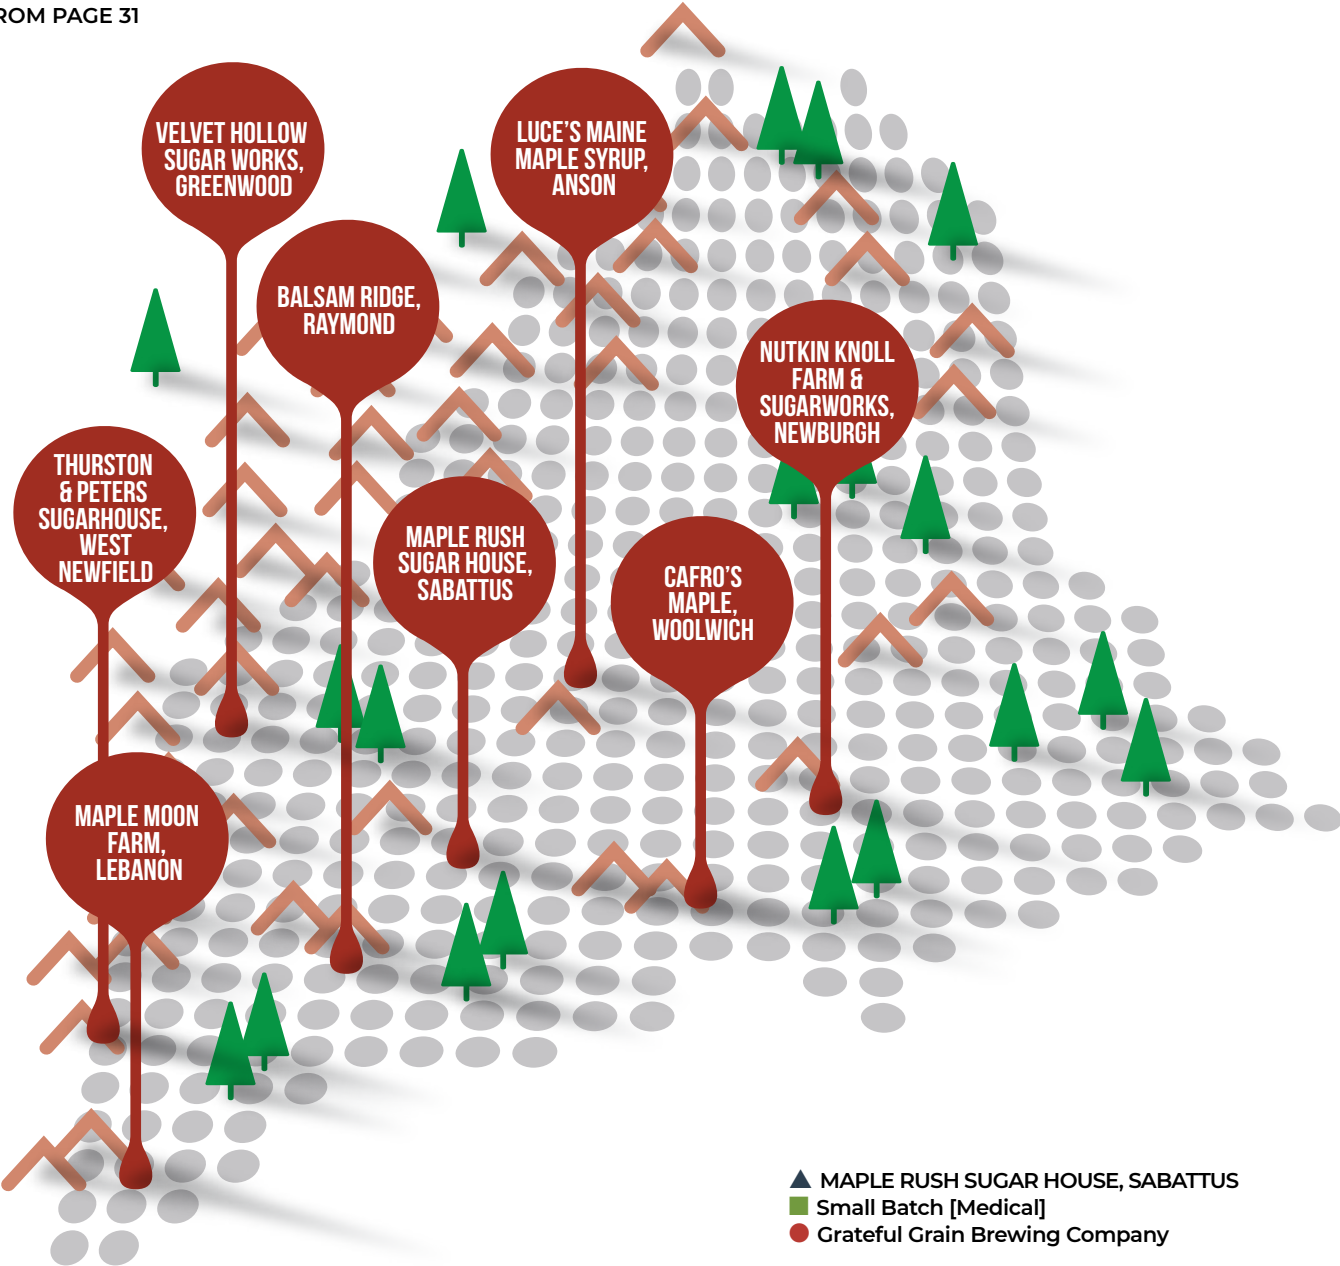 ROM PAGE 31
VELVET HOLLOW
SUGAR WORKS,
GREENWOOD
LUCE'S MAINE
MAPLE SYRUP,
ANSON
BALSAM RIDGE,
RAYMOND
NUTKIN KNOLL
FARM &
SUGARWORKS,
NEWBURGH
THURSTON
& PETERS
SUGARHOUSE,
WEST
NEWFIELD
MAPLE RUSH
SUGAR HOUSE,
SABATTUS
CAFRO'S
MAPLE,
WOOLWICH
MAPLE MOON
FARM,
LEBANON
MAPLE RUSH SUGAR HOUSE, SABATTUS
Small Batch [Medical]
Grateful Grain Brewing Company